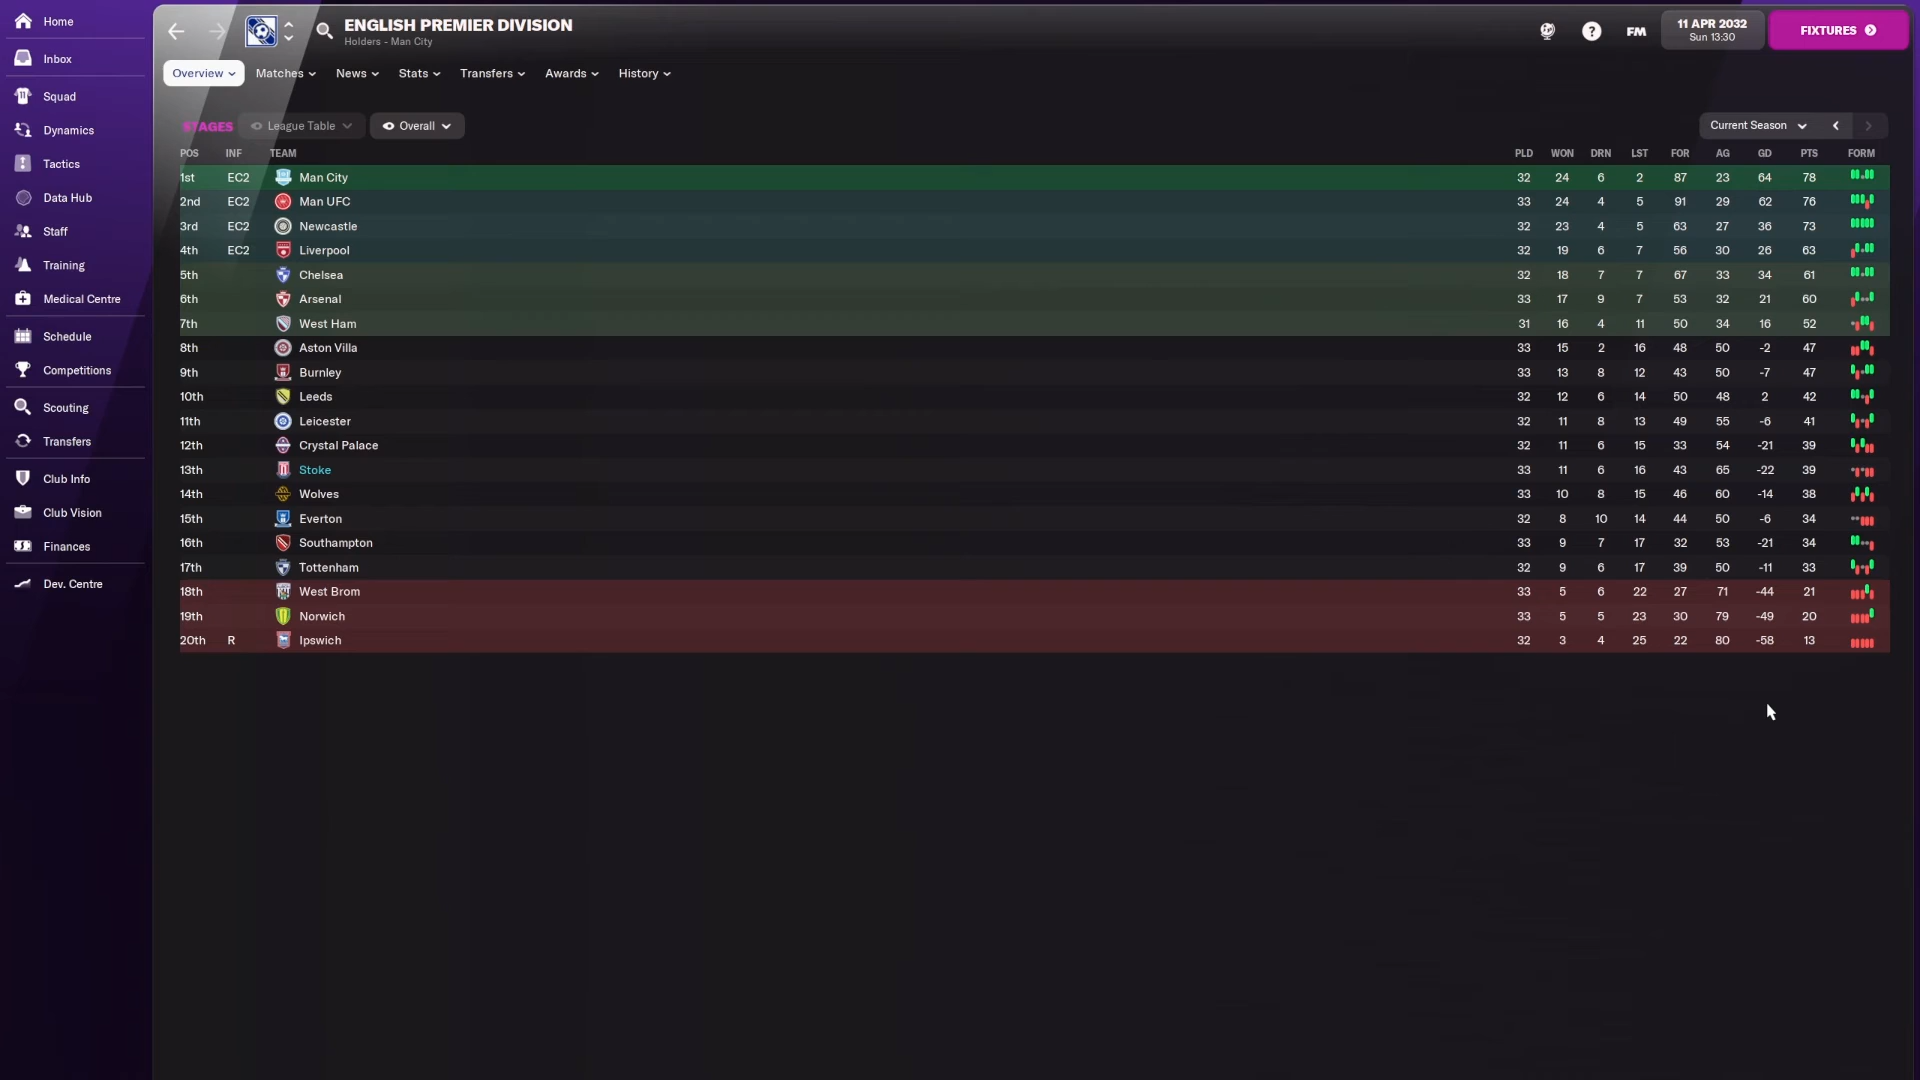 Home
Inbox
Squad
Dynamics
Tactics
Data Hub
Staff
Training
Medical Centre
Schedule
Competitions
Scouting
Transfers
Club Info
Club Vision
Finances
Dev. Centre
ENGLISH PREMIER DIVISION
Holders - Man City
? FM 11 APR 2032 FIXTURES
Sun 13:30
Overview Matches News Stats Transfers Awards History
STAGES League Table Overall Current Season
POS INF TEAM PLD WON DRN LST FOR AG GD PTS FORM
1st EC2 Man City 32 24 6 2 87 23 64 78
2nd EC2 Man UFC 33 24 4 5 91 29 62 76
3rd EC2 Newcastle 32 23 4 5 63 27 36 73
4th EC2 Liverpool 32 19 6 7 56 30 26 63
5th Chelsea 32 18 7 7 67 33 34 61
6th Arsenal 33 17 9 7 53 32 21 60
7th West Ham 31 16 4 11 50 34 16 52
8th Aston Villa 33 15 2 16 48 50 -2 47
9th Burnley 33 13 8 12 43 50 -7 47
10th Leeds 32 12 6 14 50 48 2 42
11th Leicester 32 11 8 13 49 55 -6 41
12th Crystal Palace 32 11 6 15 33 54 -21 39
13th Stoke 33 11 6 16 43 65 -22 39
14th Wolves 33 10 8 15 46 60 -14 38
15th Everton 32 8 10 14 44 50 -6 34
16th Southampton 33 9 7 17 32 53 -21 34
17th Tottenham 32 9 6 17 39 50 -11 33
18th West Brom 33 5 6 22 27 71 -44 21
19th Norwich 33 5 5 23 30 79 -49 20
20th R Ipswich 32 3 4 25 22 80 -58 13